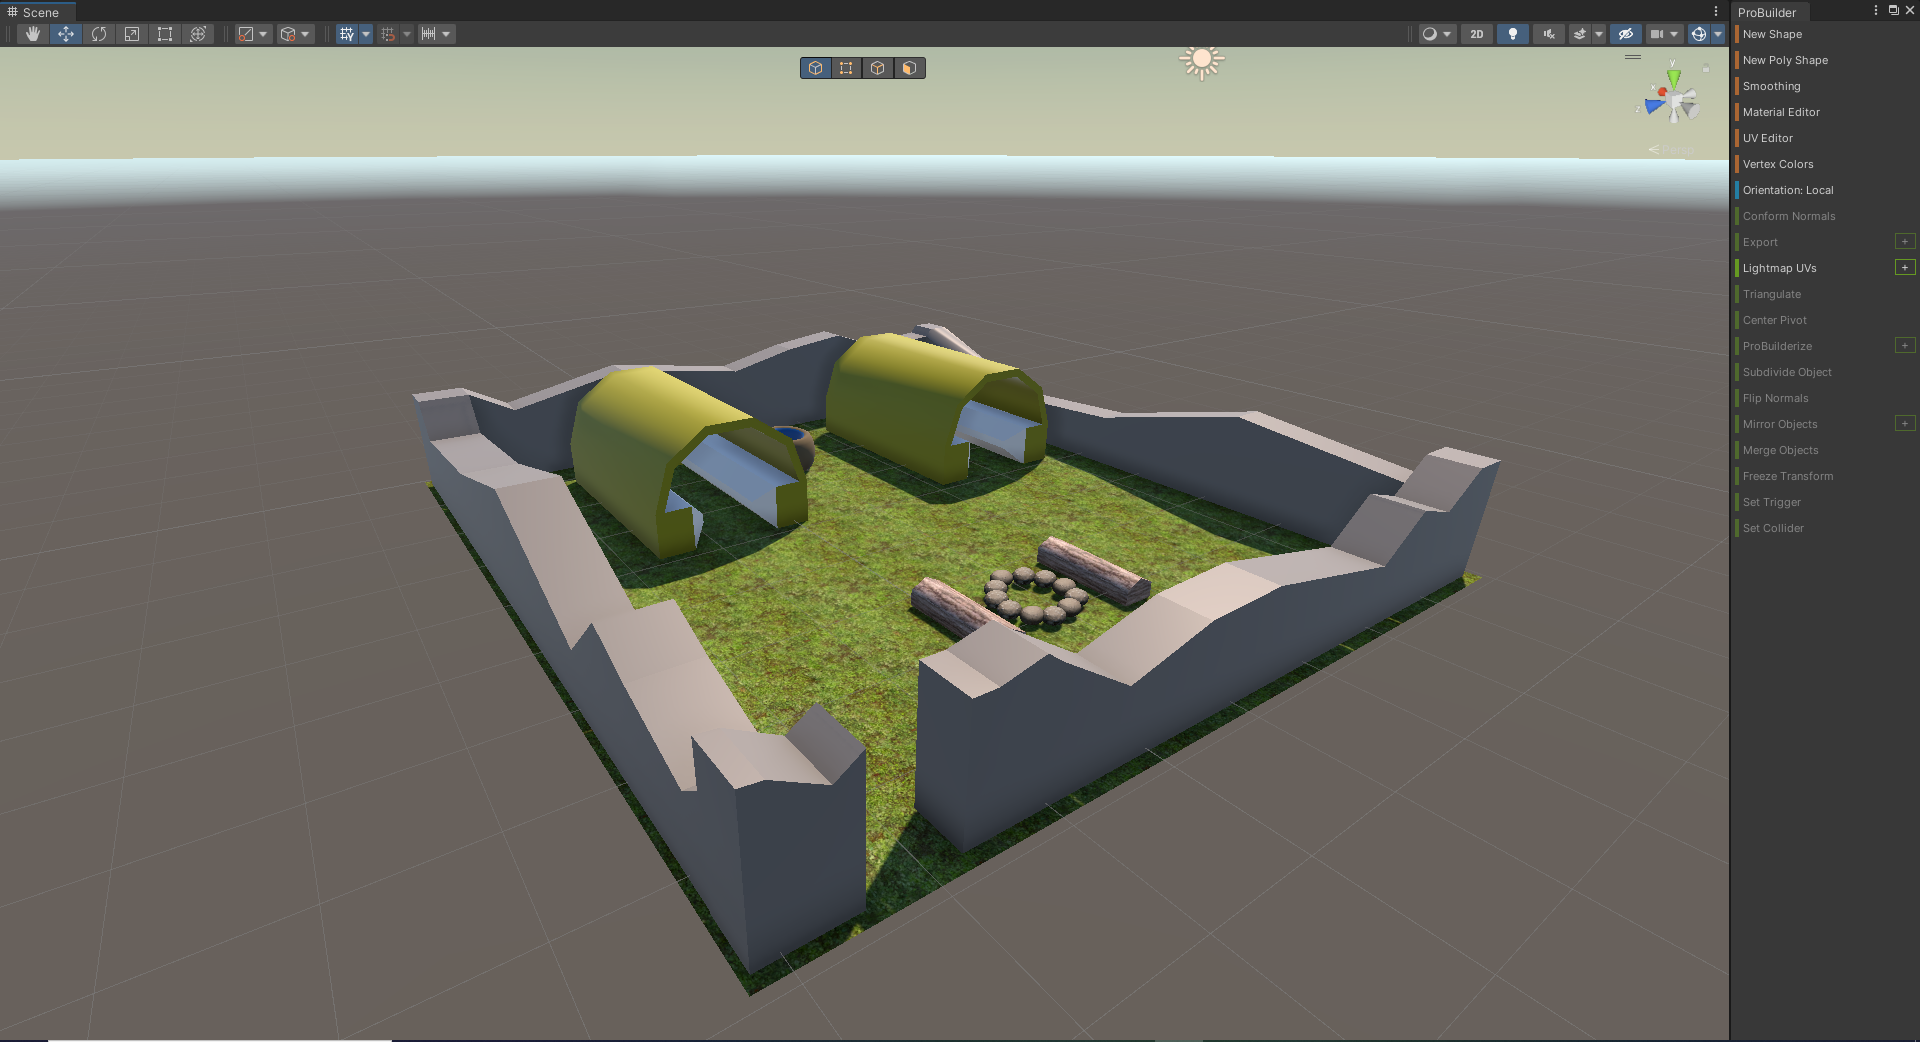 Scene
2D
y
x
z
Persp
ProBuilder
New Shape
New Poly Shape
Smoothing
Material Editor
UV Editor
Vertex Colors
Orientation: Local
Conform Normals
Export
+
Lightmap UVs
+
Triangulate
Center Pivot
ProBuilderize
+
Subdivide Object
Flip Normals
Mirror Objects
+
Merge Objects
Freeze Transform
Set Trigger
Set Collider